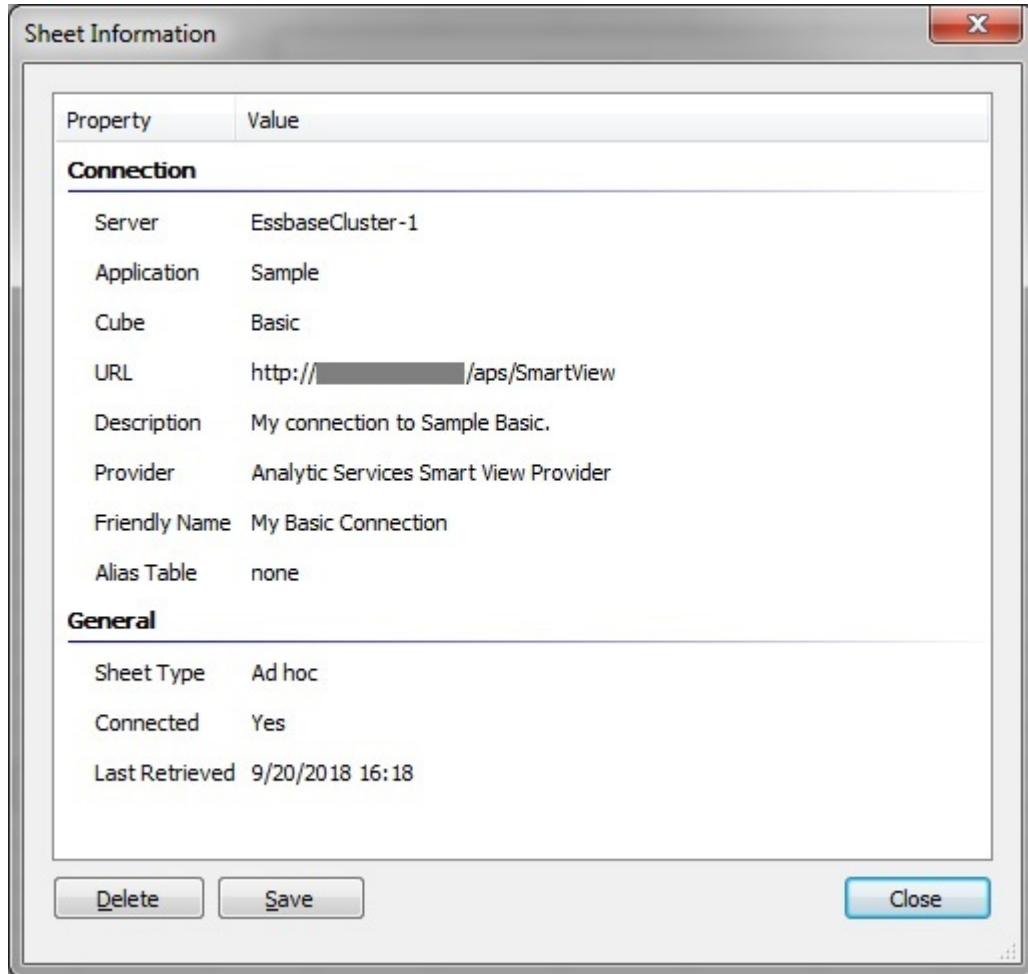 Sheet Information
Property Value
Connection
Server EssbaseCluster-1
Application Sample
Cube Basic
URL http:// /aps/SmartView
Description My connection to Sample Basic.
Provider Analytic Services Smart View Provider
Friendly Name My Basic Connection
Alias Table none
General
Sheet Type Ad hoc
Connected Yes
Last Retrieved 9/20/2018 16:18
Delete Save Close